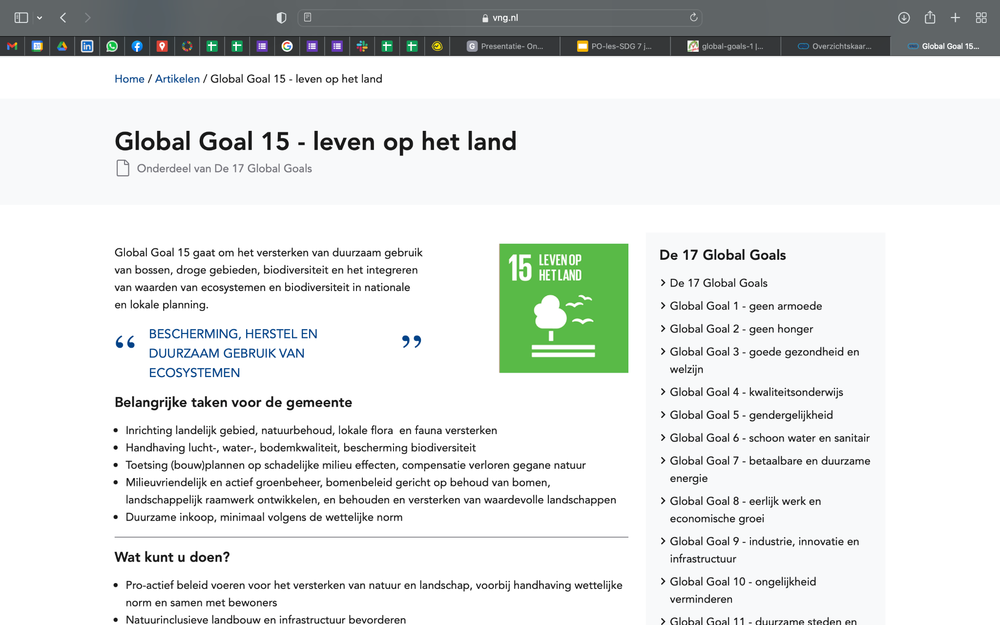 vngnl
31
G Presentatie- On...
PO-les-SDG 7 j...
global-goals-1 |...
Overzichtskaar...
VNG Global Goal 15...
Home / Artikelen / Global Goal 15 - leven op het land
Global Goal 15 - leven op het land
Onderdeel van De 17 Global Goals
Global Goal 15 gaat om het versterken van duurzaam gebruik
van bossen, droge gebieden, biodiversiteit en het integreren
van waarden van ecosystemen en biodiversiteit in nationale
en lokale planning.
“ BESCHERMING, HERSTEL EN ”
DUURZAAM GEBRUIK VAN
ECOSYSTEMEN
15 LEVEN OP
HET LAND
Belangrijke taken voor de gemeente
• Inrichting landelijk gebied, natuurbehoud, lokale flora  en fauna versterken
• Handhaving lucht-, water-, bodemkwaliteit, bescherming biodiversiteit
• Toetsing (bouw)plannen op schadelijke milieu effecten, compensatie verloren gegane natuur
• Milieuvriendelijk en actief groenbeheer, bomenbeleid gericht op behoud van bomen,
landschappelijk raamwerk ontwikkelen, en behouden en versterken van waardevolle landschappen
• Duurzame inkoop, minimaal volgens de wettelijke norm
Wat kunt u doen?
• Pro-actief beleid voeren voor het versterken van natuur en landschap, voorbij handhaving wettelijke
norm en samen met bewoners
• Natuurinclusieve landbouw en infrastructuur bevorderen
De 17 Global Goals
De 17 Global Goals
Global Goal 1 - geen armoede
Global Goal 2 - geen honger
Global Goal 3 - goede gezondheid en
welzijn
Global Goal 4 - kwaliteitsonderwijs
Global Goal 5 - gendergelijkheid
Global Goal 6 - schoon water en sanitair
Global Goal 7 - betaalbare en duurzame
energie
Global Goal 8 - eerlijk werk en
economische groei
Global Goal 9 - industrie, innovatie en
infrastructuur
Global Goal 10 - ongelijkheid
verminderen
Global Goal 11 - duurzame steden en